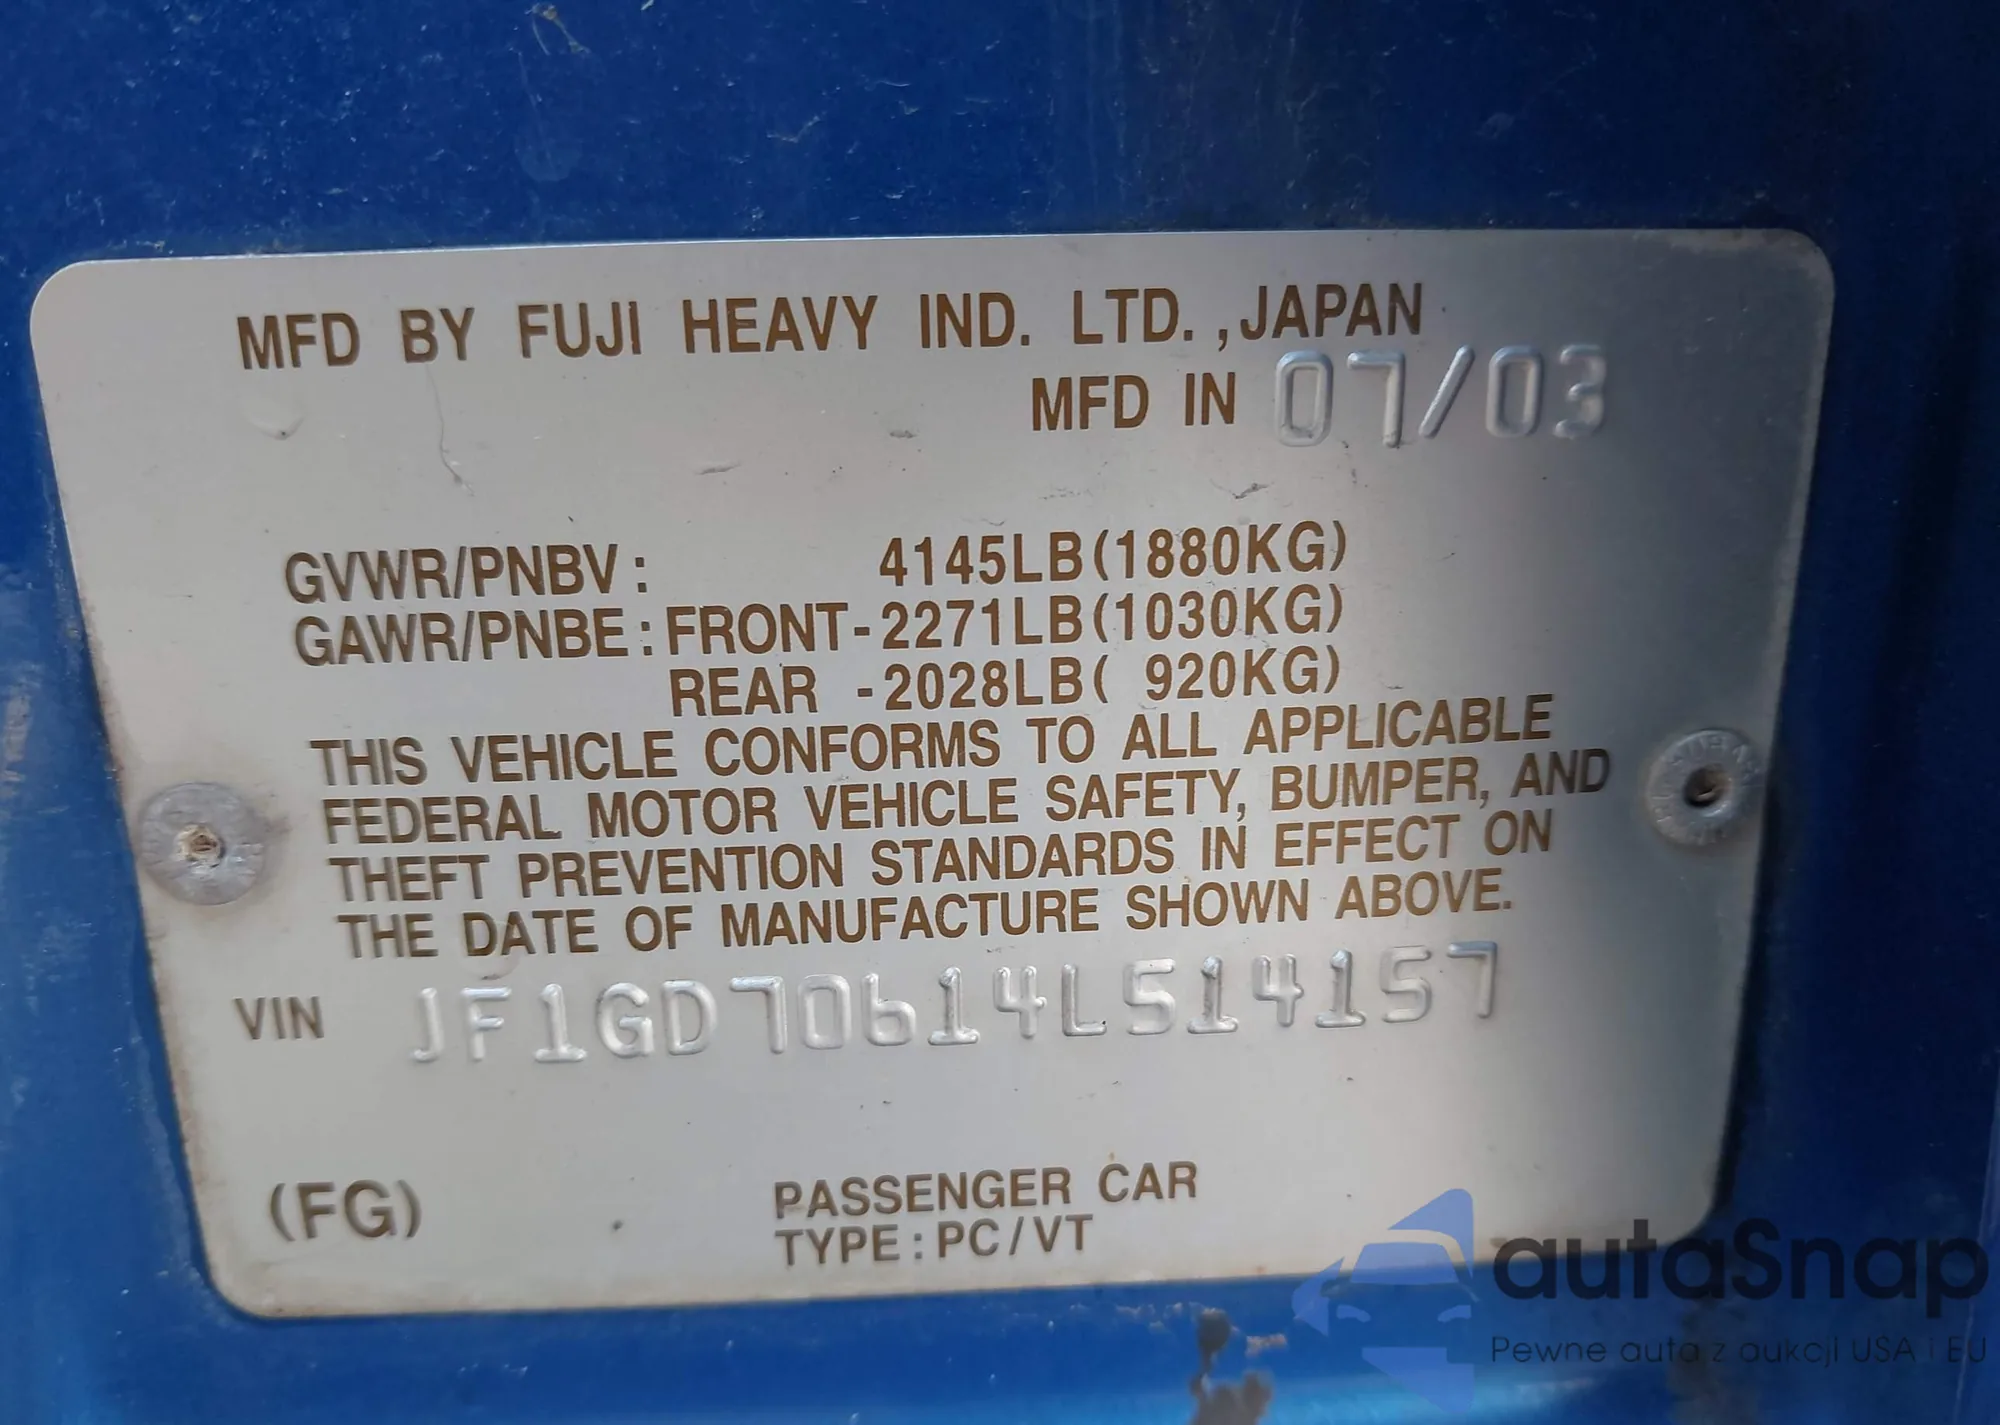 MFD BY FUJI HEAVY IND. LTD., JAPAN
MFD IN 07/03
GVWR/PNBV: 4145LB(1880KG)
GAWR/PNBE: FRONT-2271LB(1030KG)
REAR -2028LB( 920KG)
THIS VEHICLE CONFORMS TO ALL APPLICABLE
FEDERAL MOTOR VEHICLE SAFETY, BUMPER, AND
THEFT PREVENTION STANDARDS IN EFFECT ON
THE DATE OF MANUFACTURE SHOWN ABOVE.
VIN JF1GD70614L514157
(FG)
PASSENGER CAR
TYPE: PC/VT
autaSnap
Pewne auta z aukcji USA i EU